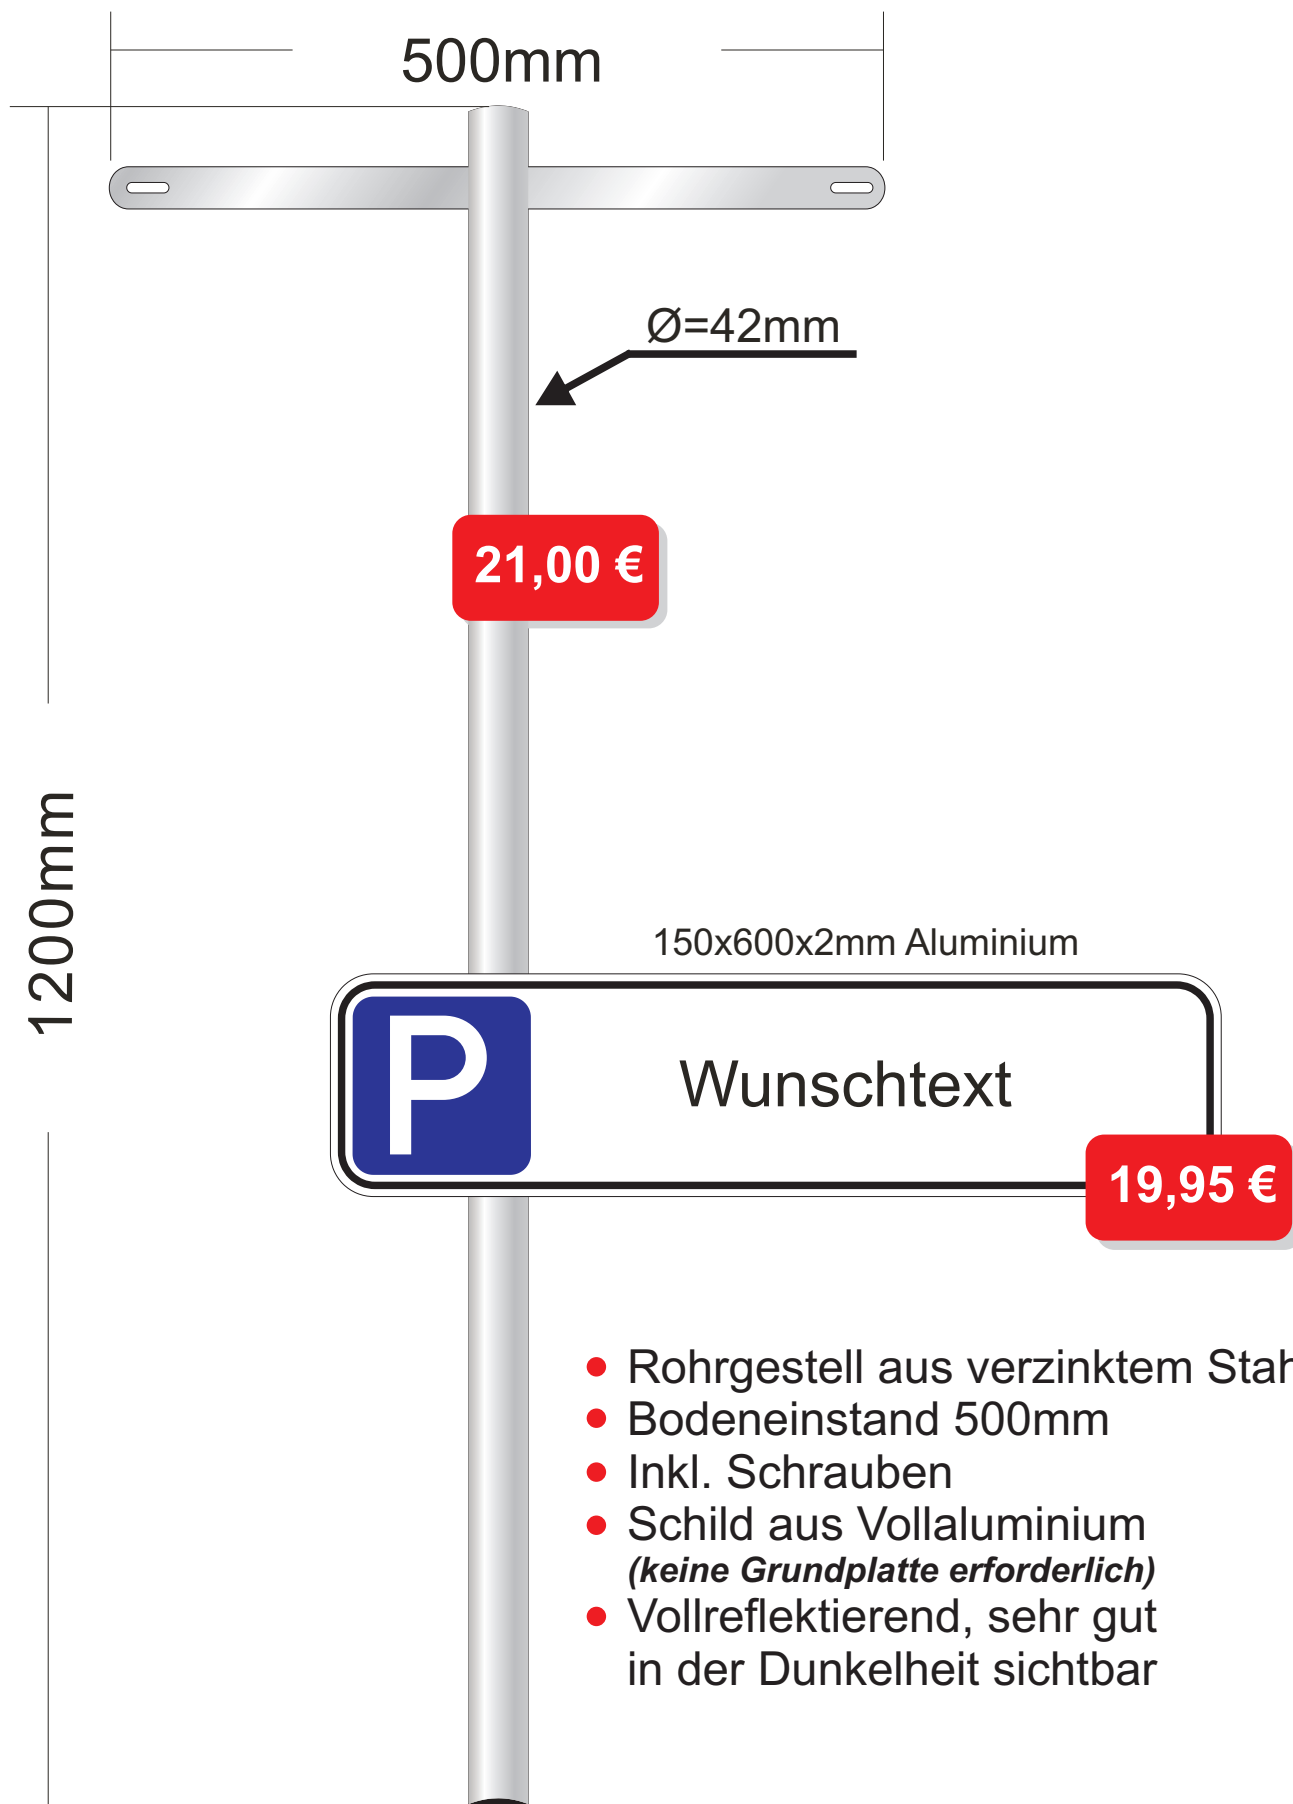 500mm
Ø=42mm
21,00 €
1200mm
150x600x2mm Aluminium
P
Wunschtext
19,95 €
Rohrgestell aus verzinktem
Bodeneinstand 500mm
Inkl. Schrauben
Schild aus Vollaluminium
(keine Grundplatte erforderlich)
Vollreflektierend, sehr gut
in der Dunkelheit sichtbar